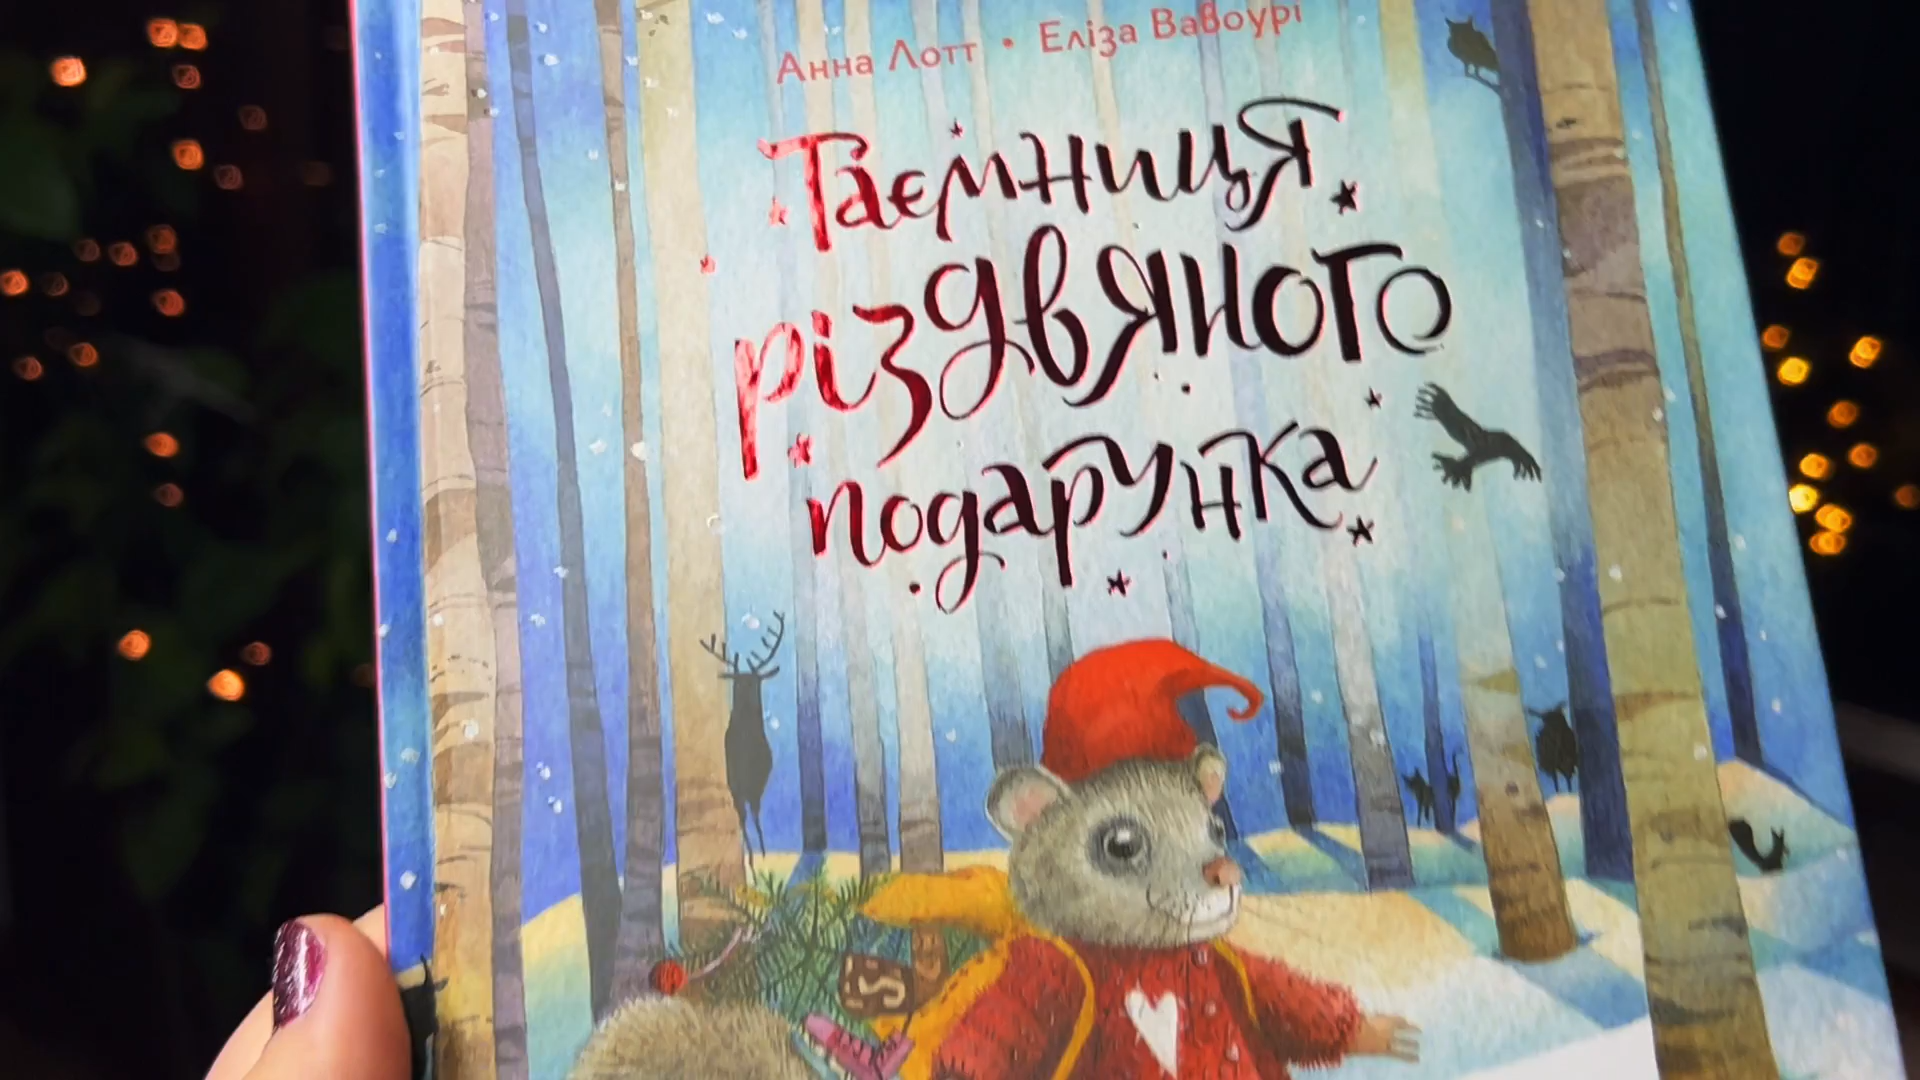 Анна Лотт • Еліза Вавоурі
Таємниця
різдвяного
подарунка